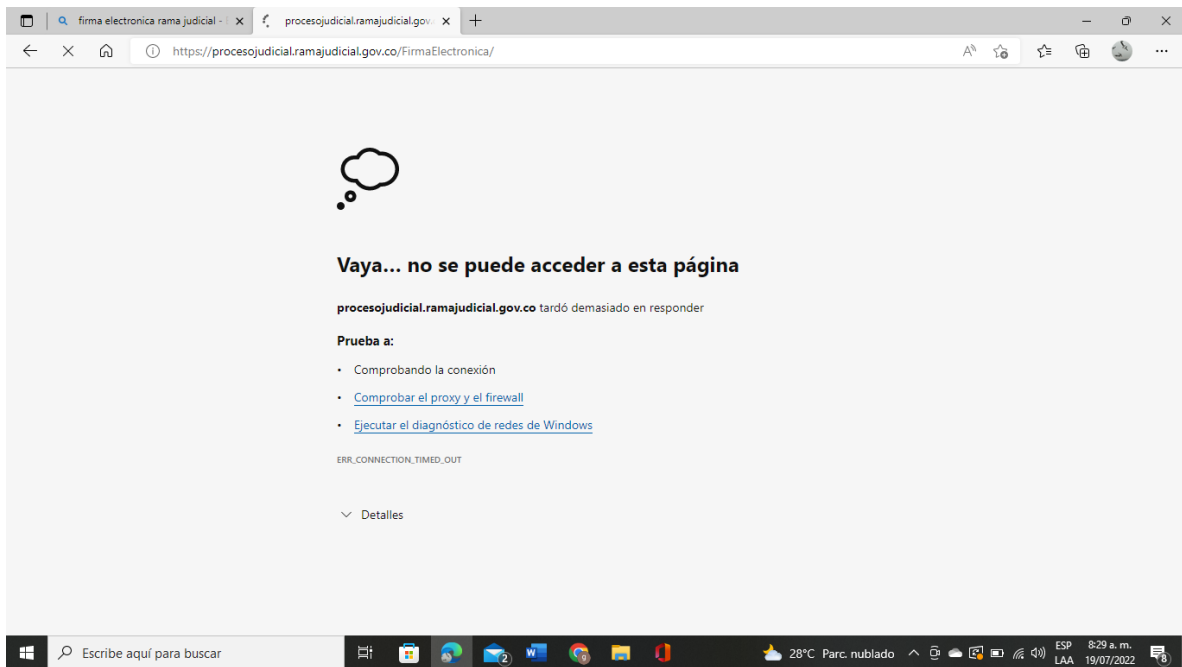 firma electronica rama judicial -
procesojudicial.ramajudicial.gov.
https://procesojudicial.ramajudicial.gov.co/FirmaElectronica/
Vaya... no se puede acceder a esta página
procesojudicial.ramajudicial.gov.co tardó demasiado en responder
Prueba a:
• Comprobando la conexión
• Comprobar el proxy y el firewall
• Ejecutar el diagnóstico de redes de Windows
ERR_CONNECTION_TIMED_OUT
Detalles
Escribe aquí para buscar
2
28°C Parc. nublado
ESP
LAA
8:29 a. m.
19/07/2022
8